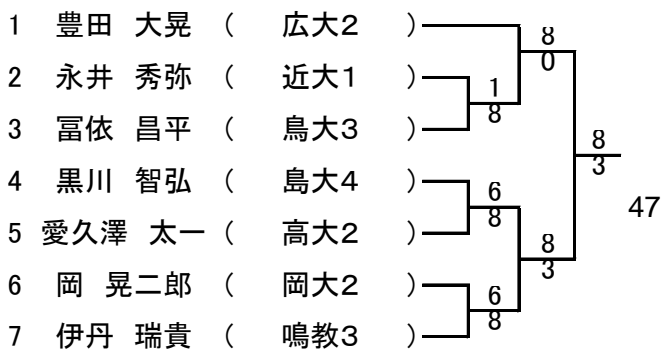 1 豊田 大晃 ( 広大2 )
8
0
2 永井 秀弥 ( 近大1 )
1
8
3 冨依 昌平 ( 鳥大3 )
8
3
4 黒川 智弘 ( 島大4 )
6
8
47
5 愛久澤 太一 ( 高大2 )
8
3
6 岡 晃二郎 ( 岡大2 )
6
8
7 伊丹 瑞貴 ( 鳴教3 )